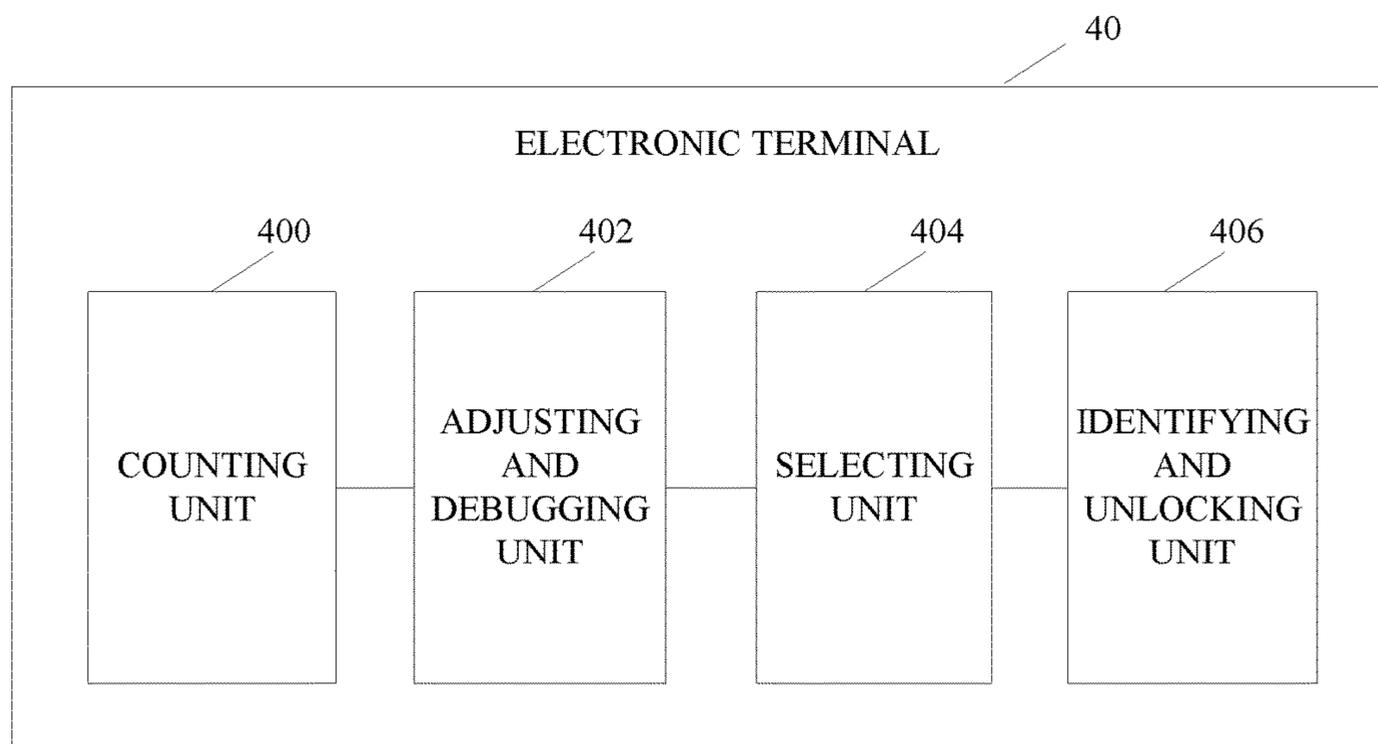 40
ELECTRONIC TERMINAL
400
402
404
406
COUNTING
UNIT
ADJUSTING
AND
DEBUGGING
UNIT
SELECTING
UNIT
IDENTIFYING
AND
UNLOCKING
UNIT